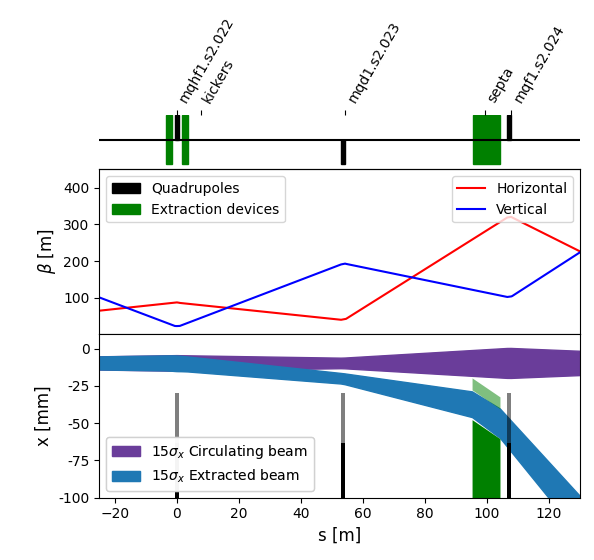 mqhf1.s2.022
kickers
mqd1.s2.023
septa
mqf1.s2.024
Quadrupoles
Extraction devices
Horizontal
Vertical
400
300
200
100
β [m]
0
-25
-50
-75
-100
x [mm]
15σx Circulating beam
15σx Extracted beam
−20 0 20 40 60 80 100 120
s [m]